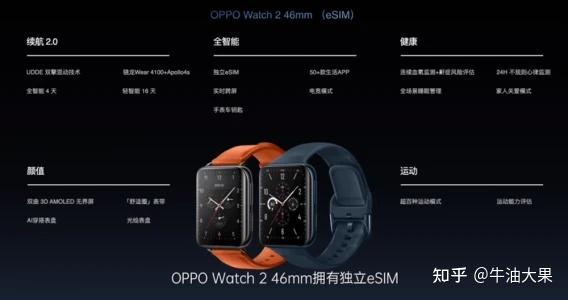 OPPO Watch 2 46mm （eSIM）
续航 2.0
UDDE 双擎混动技术
骁龙Wear 4100+Apollo4s
全智能 4 天
轻智能 16 天
全智能
独立eSIM
50+款生活APP
实时跨屏
电竞模式
手表车钥匙
健康
连续血氧监测+鼾症风险评估
24H 不规则心律监测
全场景睡眠管理
家人关爱模式
颜值
双曲 3D AMOLED 无界屏
「舒适圈」表带
AI穿搭表盘
光绘表盘
运动
超百种运动模式
运动能力评估
OPPO Watch 2 46mm拥有独立eSIM
知乎 @牛油大果